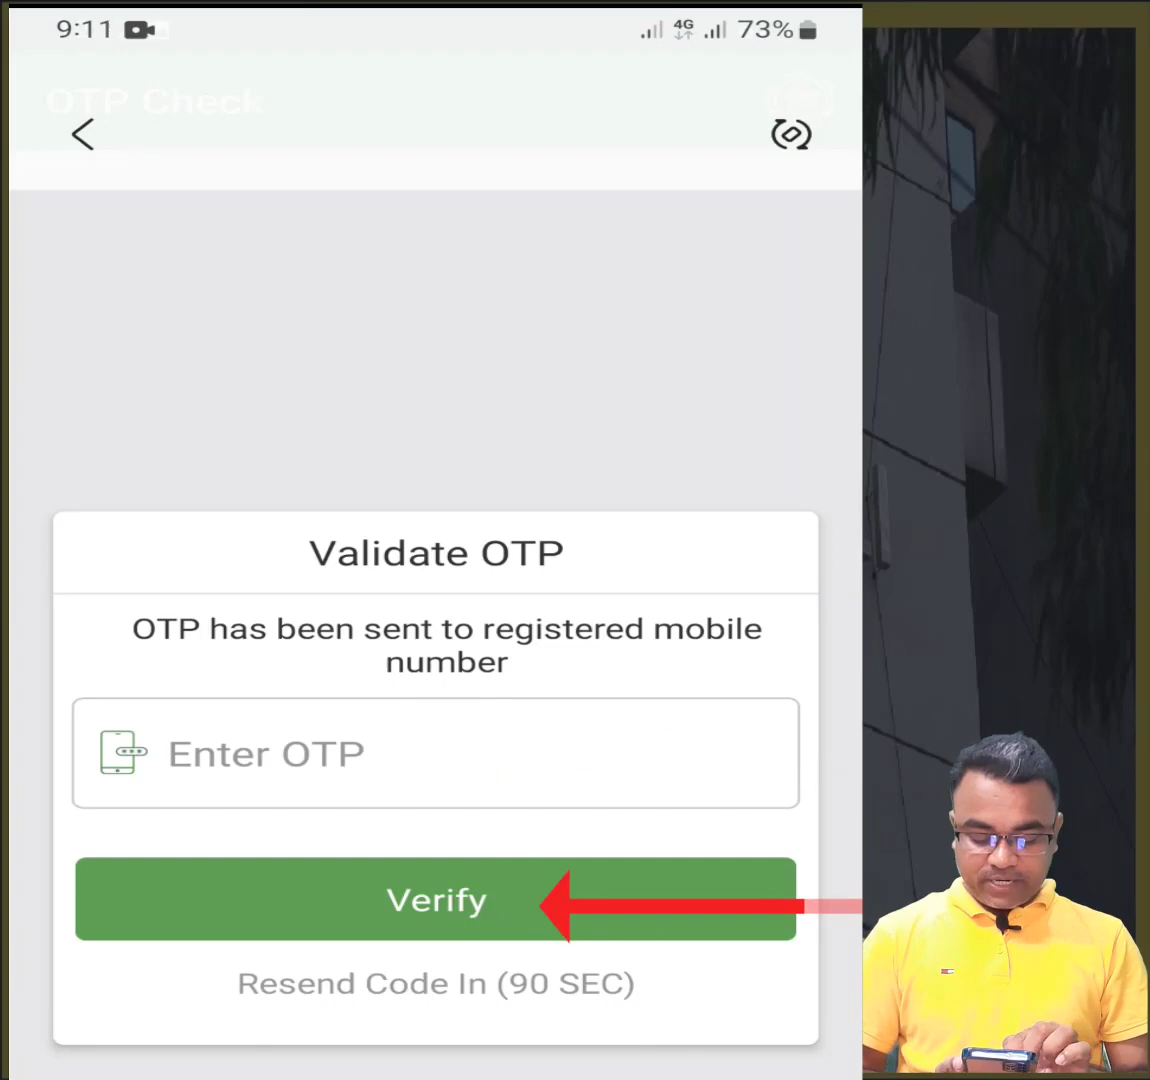 9:11
4G
73%
OTP Check
Validate OTP
OTP has been sent to registered mobile
number
Enter OTP
Verify
Resend Code In (90 SEC)